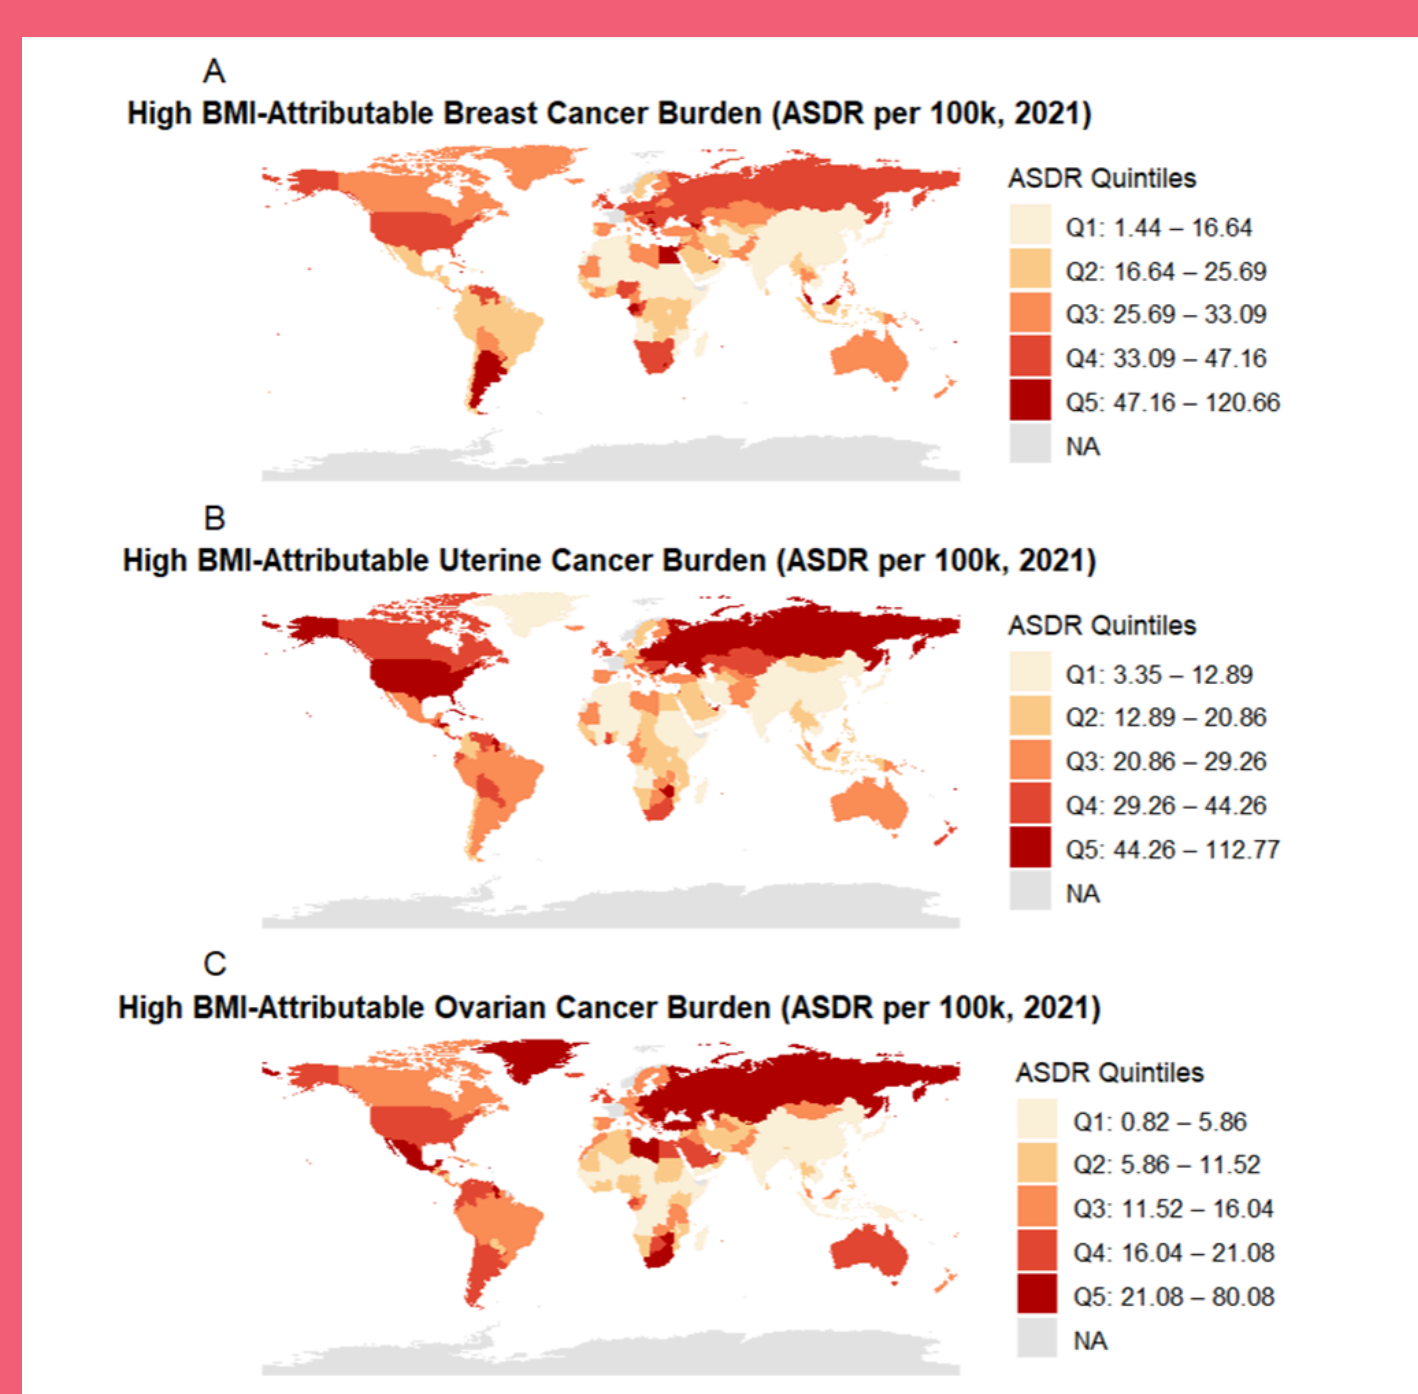 A
High BMI-Attributable Breast Cancer Burden (ASDR per 100k, 2021)
ASDR Quintiles
Q1: 1.44 – 16.64
Q2: 16.64 – 25.69
Q3: 25.69 – 33.09
Q4: 33.09 – 47.16
Q5: 47.16 – 120.66
NA
B
High BMI-Attributable Uterine Cancer Burden (ASDR per 100k, 2021)
ASDR Quintiles
Q1: 3.35 – 12.89
Q2: 12.89 – 20.86
Q3: 20.86 – 29.26
Q4: 29.26 – 44.26
Q5: 44.26 – 112.77
NA
C
High BMI-Attributable Ovarian Cancer Burden (ASDR per 100k, 2021)
ASDR Quintiles
Q1: 0.82 – 5.86
Q2: 5.86 – 11.52
Q3: 11.52 – 16.04
Q4: 16.04 – 21.08
Q5: 21.08 – 80.08
NA